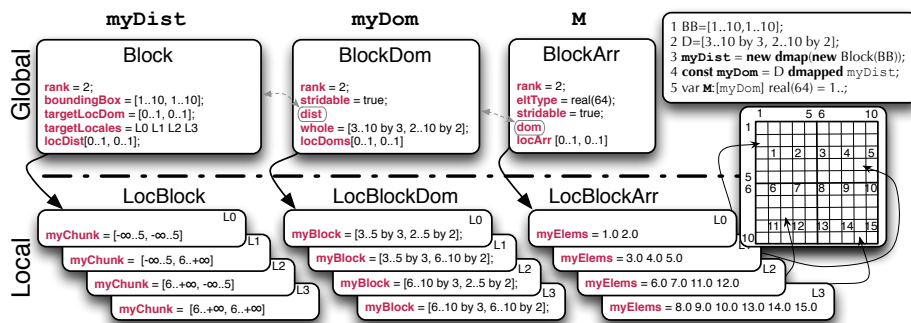 myDist
myDom
M
Global
Block
rank = 2;
boundingBox = [1..10, 1..10];
targetLocDom = [0..1, 0..1];
targetLocales = L0 L1 L2 L3
locDist[0..1, 0..1];
BlockDom
rank = 2;
stridable = true;
dist
whole = [3..10 by 3, 2..10 by 2];
locDoms[0..1, 0..1]
BlockArr
rank = 2;
eltType = real(64);
stridable = true;
dom
locArr [0..1, 0..1]
1 BB=[1..10,1..10];
2 D=[3..10 by 3, 2..10 by 2];
3 myDist = new dmap(new Block(BB));
4 const myDom = D dmapped myDist;
5 var M:[myDom] real(64) = 1..;
1 5 6 10
1
1 2 3 4 5
5
6
6 7 8 9 10
11 12 13 14 15
10
Local
LocBlock
L0
myChunk = [-∞..5, -∞..5];
L1
myChunk = [-∞..5, 6..+∞];
L2
myChunk = [6..+∞, -∞..5];
L3
myChunk = [6..+∞, 6..+∞];
LocBlockDom
L0
myBlock = [3..5 by 3, 2..5 by 2];
L1
myBlock = [3..5 by 3, 6..10 by 2];
L2
myBlock = [6..10 by 3, 2..5 by 2];
L3
myBlock = [6..10 by 3, 6..10 by 2];
LocBlockArr
L0
myElems = 1.0 2.0
myElems = 3.0 4.0 5.0
L2
myElems = 6.0 7.0 11.0 12.0
L3
myElems = 8.0 9.0 10.0 13.0 14.0 15.0